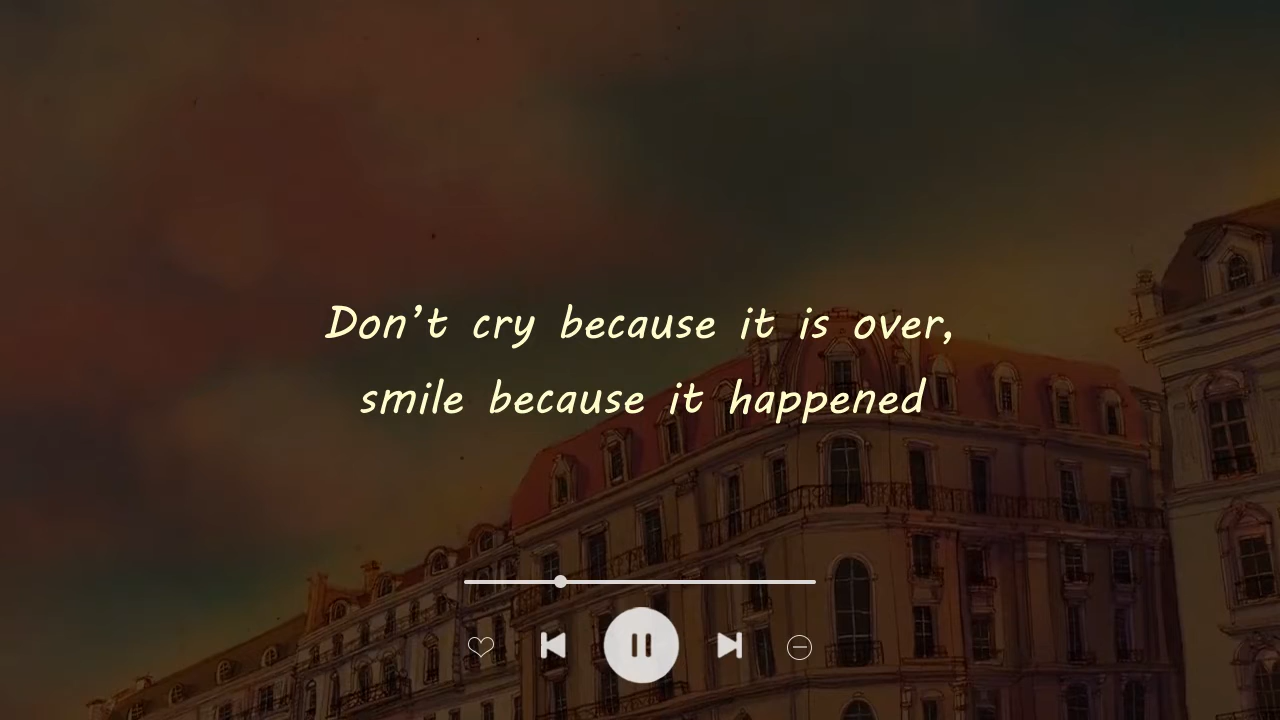 Don’t cry because it is over,
smile because it happened